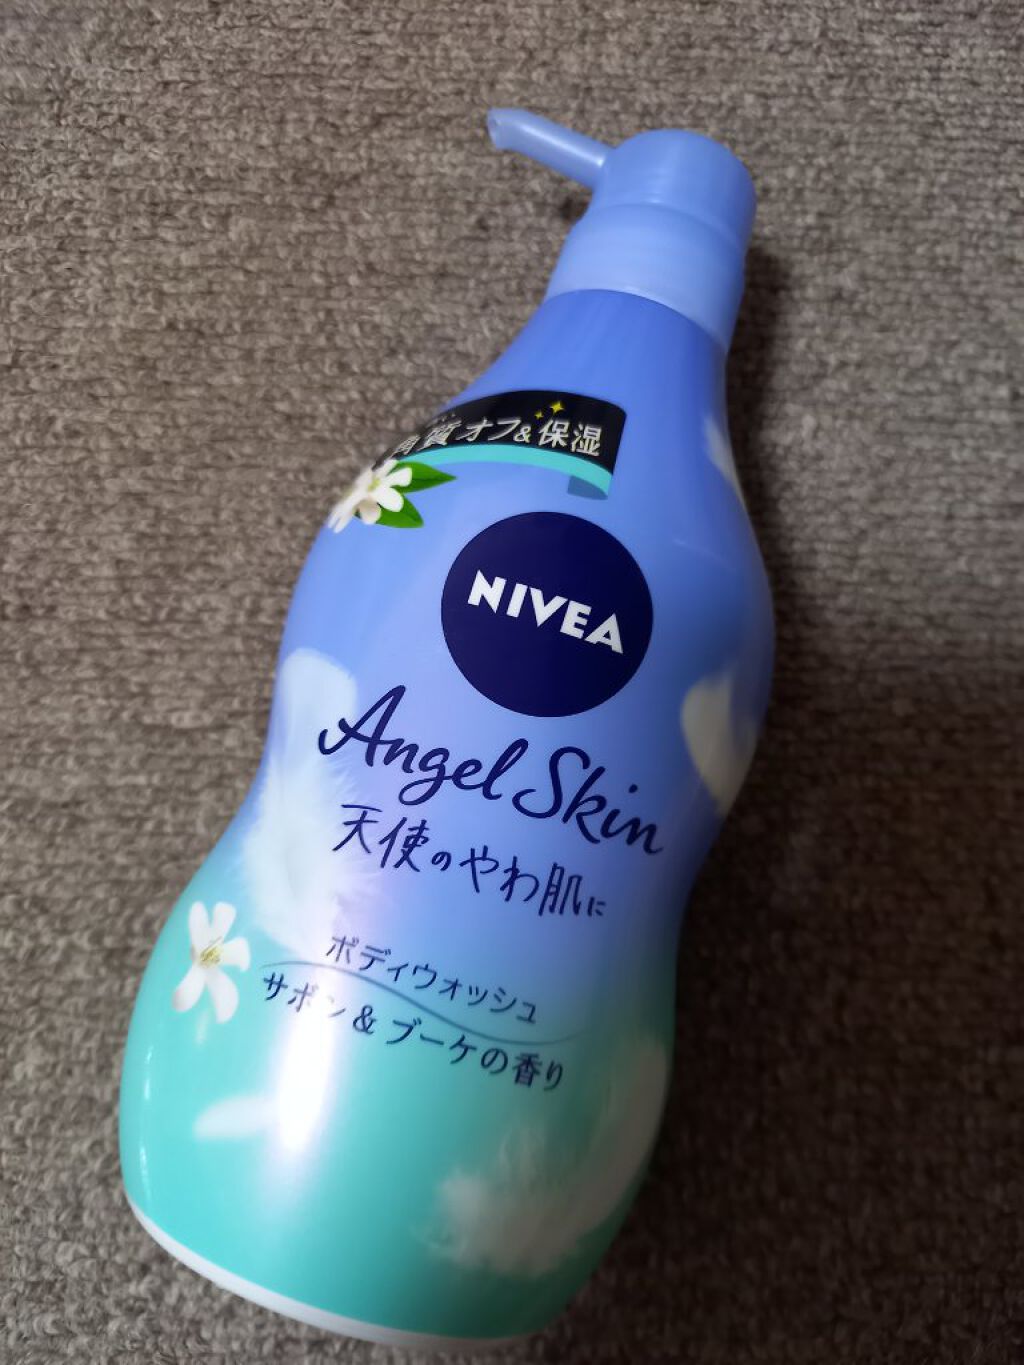 角質オフ&保湿
NIVEA
Angel Skin
天使のやわ肌に
ボディウォッシュ
サボン&ブーケの香り